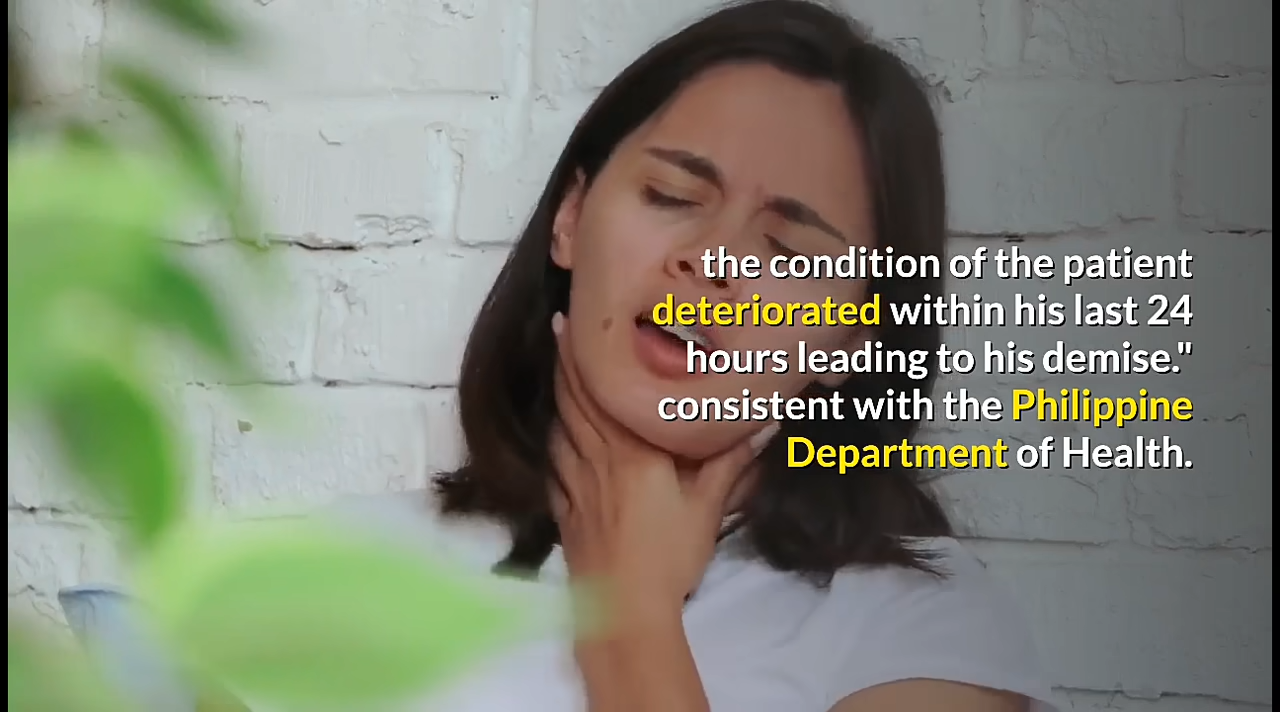 the condition of the patient
deteriorated within his last 24
hours leading to his demise."
consistent with the Philippine
Department of Health.